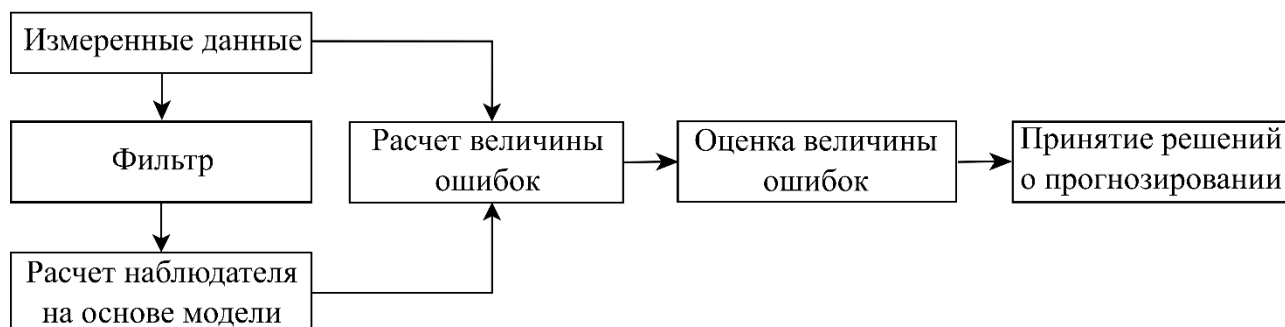 Измеренные данные
Фильтр
Расчет наблюдателя
на основе модели
Расчет величины
ошибок
Оценка величины
ошибок
Принятие решений
о прогнозировании